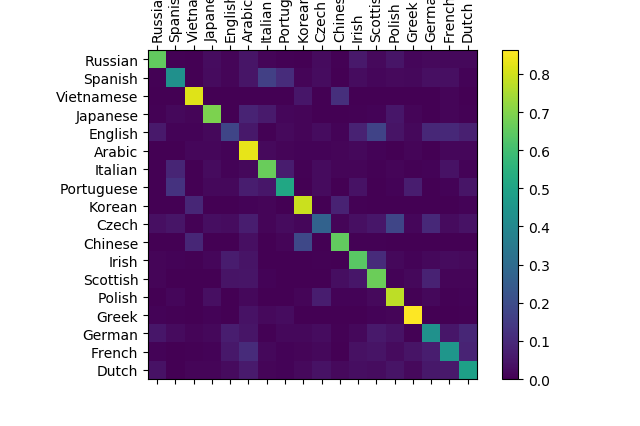 Russia
Spanis
Vietna
Japane
English
Arabic
Italian
Portug
Korean
Czech
Chines
Irish
Scottis
Polish
Greek
Germa
French
Dutch
Russian
Spanish
Vietnamese
Japanese
English
Arabic
Italian
Portuguese
Korean
Czech
Chinese
Irish
Scottish
Polish
Greek
German
French
Dutch
0.8
0.7
0.6
0.5
0.4
0.3
0.2
0.1
0.0